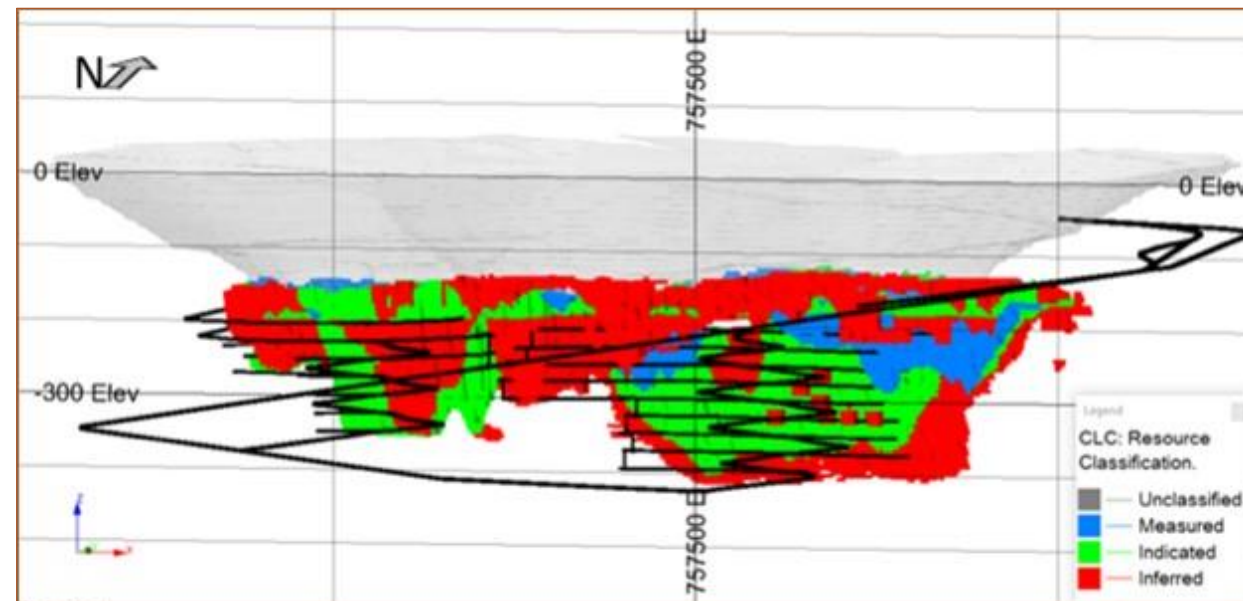 N
757500 E
0 Elev
0 Elev
-300 Elev
757500 E
Legend
CLC: Resource
Classification.
Unclassified
Measured
Indicated
Inferred